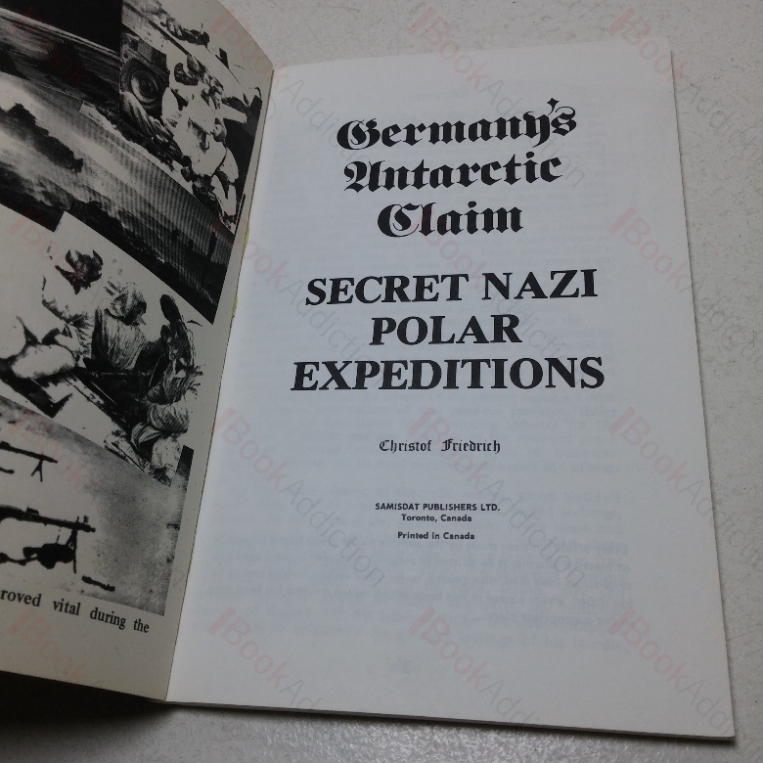 roved vital during the
Germany's
Antarctic
Claim
SECRET NAZI
POLAR
EXPEDITIONS
Christof Friedrich
SAMISDAT PUBLISHERS LTD.
Toronto, Canada
Printed in Canada
BookAddiction